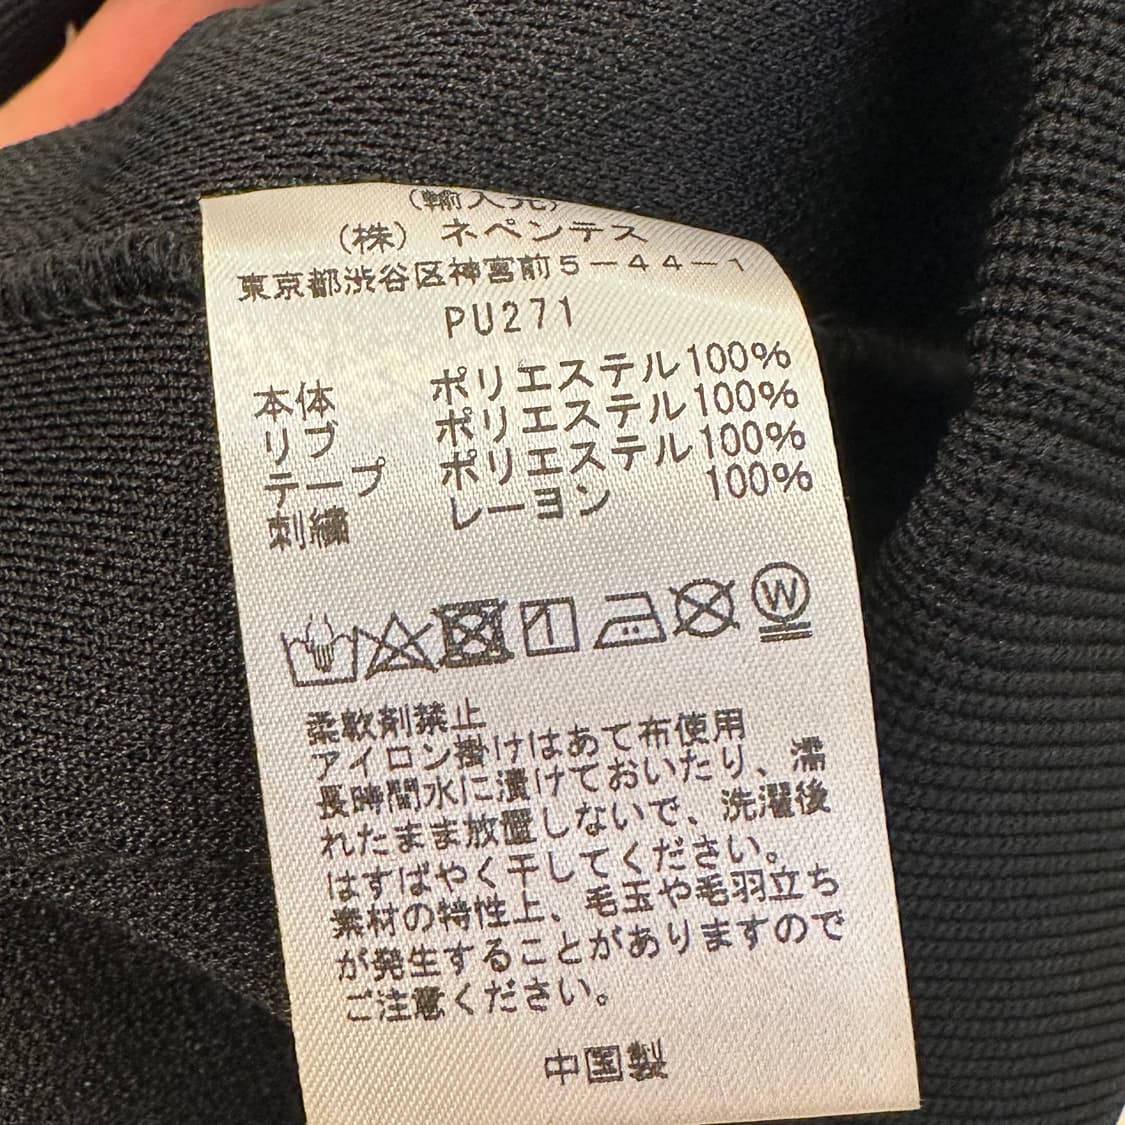 (輸入元)
(株) ネペンテス
東京都渋谷区神宮前5－44－1
PU271
本体 ポリエステル100%
リブ ポリエステル100%
テープ ポリエステル100%
刺繍 レーヨン 100%
W
柔軟剤禁止
アイロン掛けはあて布使用
長時間水に漬けておいたり、濡
れたまま放置しないで、洗濯後
はすばやく干してください。
素材の特性上、毛玉や毛羽立ち
が発生することがありますので
ご注意ください。
中国製